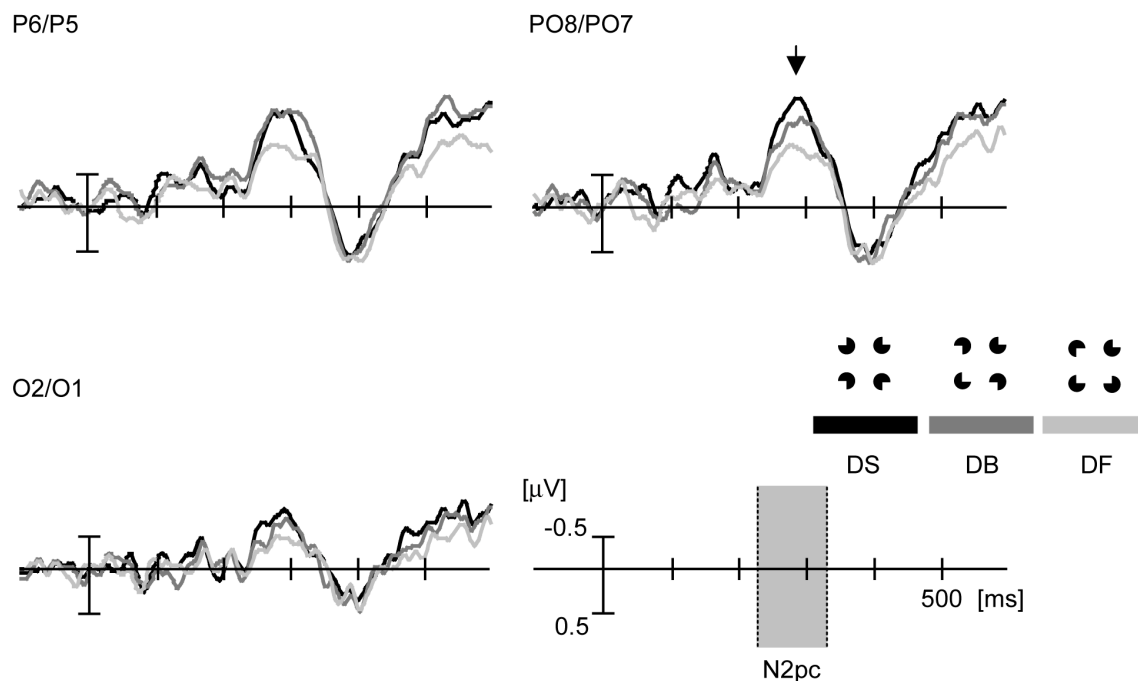 P6/P5
PO8/PO7
O2/O1
DS DB DF
[μV]
-0.5
0.5
500 [ms]
N2pc